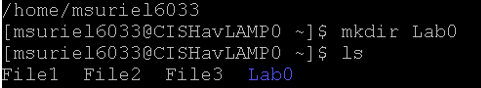 /home/msuriel6033
[msuriel6033@CISHavLAMP0 ~]$ mkdir Lab0
[msuriel6033@CISHavLAMP0 ~]$ ls
File1  File2  File3  Lab0